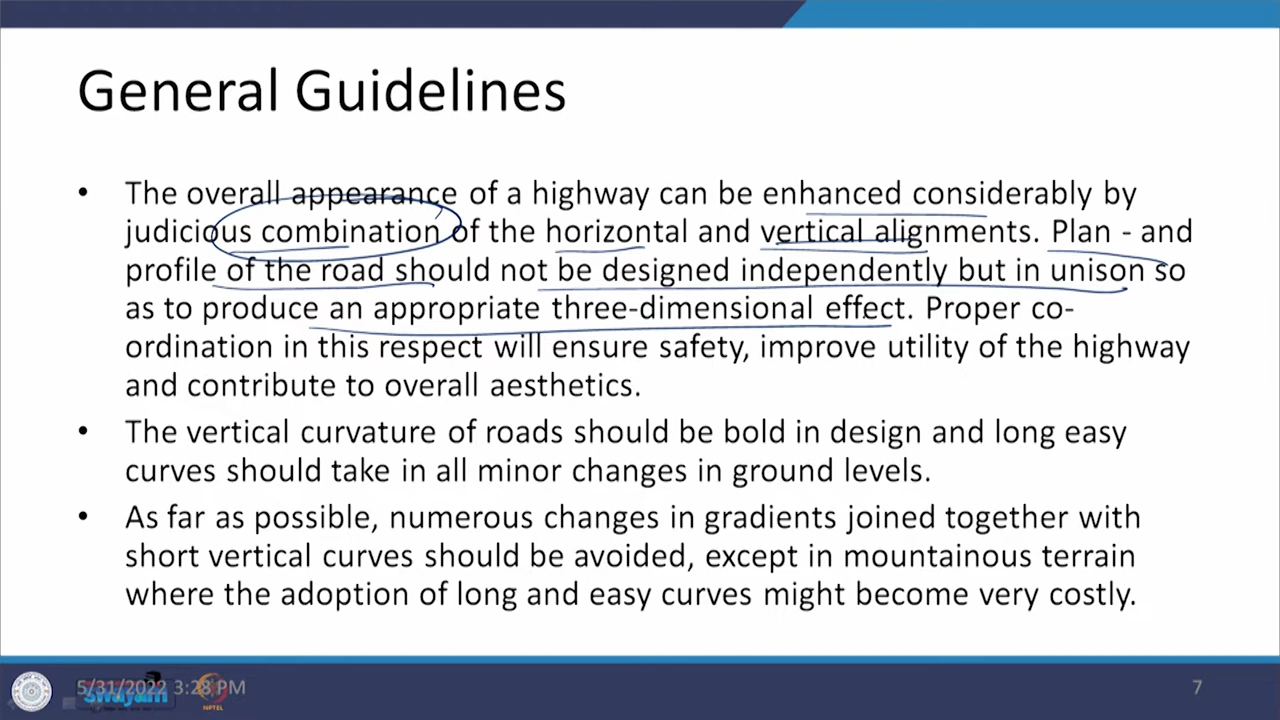 General Guidelines
• The overall appearance of a highway can be enhanced considerably by
judicious combination of the horizontal and vertical alignments. Plan - and
profile of the road should not be designed independently but in unison so
as to produce an appropriate three-dimensional effect. Proper co-
ordination in this respect will ensure safety, improve utility of the highway
and contribute to overall aesthetics.
• The vertical curvature of roads should be bold in design and long easy
curves should take in all minor changes in ground levels.
• As far as possible, numerous changes in gradients joined together with
short vertical curves should be avoided, except in mountainous terrain
where the adoption of long and easy curves might become very costly.
5/31/2022 3:28 PM
swayam
NPTEL
7